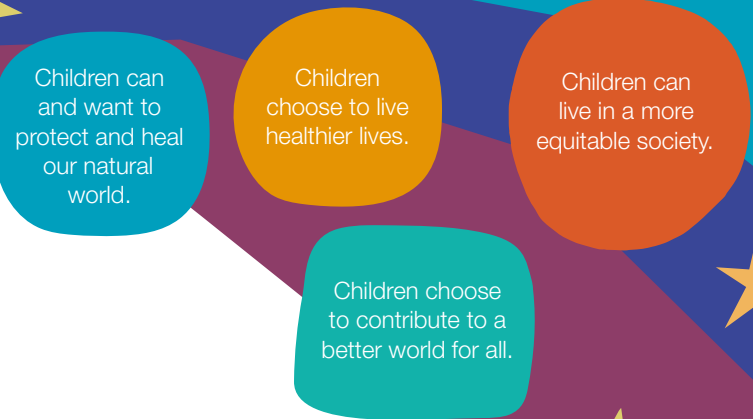 Children can
and want to
protect and heal
our natural
world.
Children
choose to live
healthier lives.
Children can
live in a more
equitable society.
Children choose
to contribute to a
better world for all.